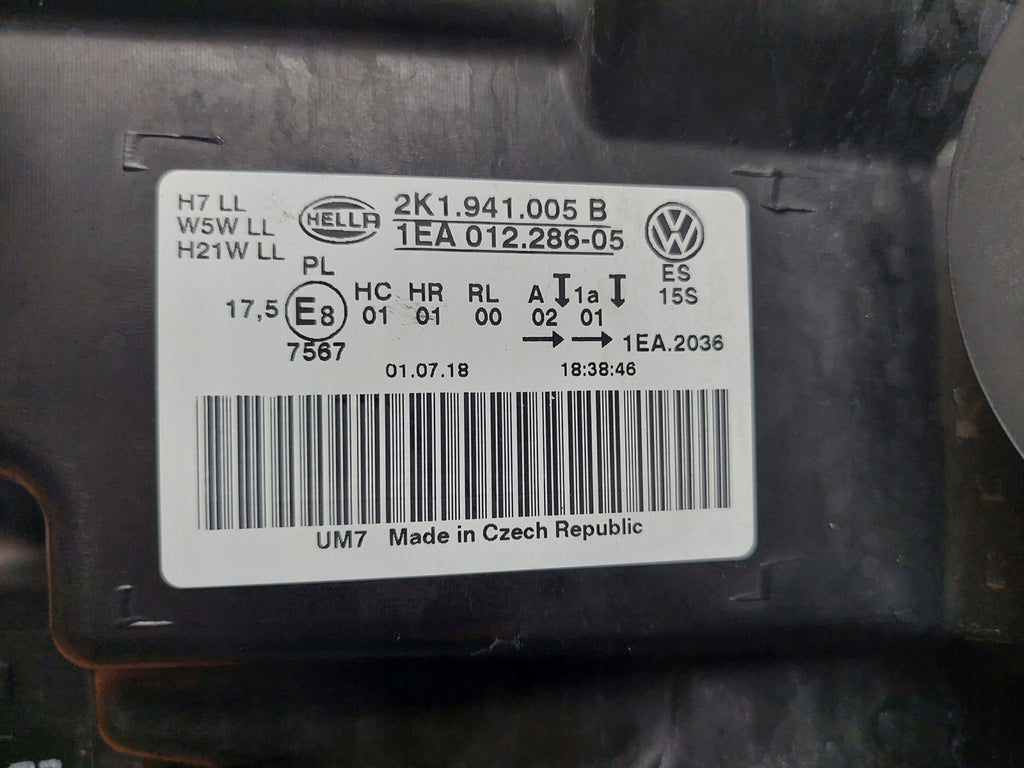 H7 LL
W5W LL
H21W LL
HELLA
2K1.941.005 B
1EA 012.286-05
VW
ES
15S
PL
17,5 E8 HC HR RL A 1a
01 01 00 02 01
7567
→ → 1EA.2036
01.07.18 18:38:46
UM7 Made in Czech Republic